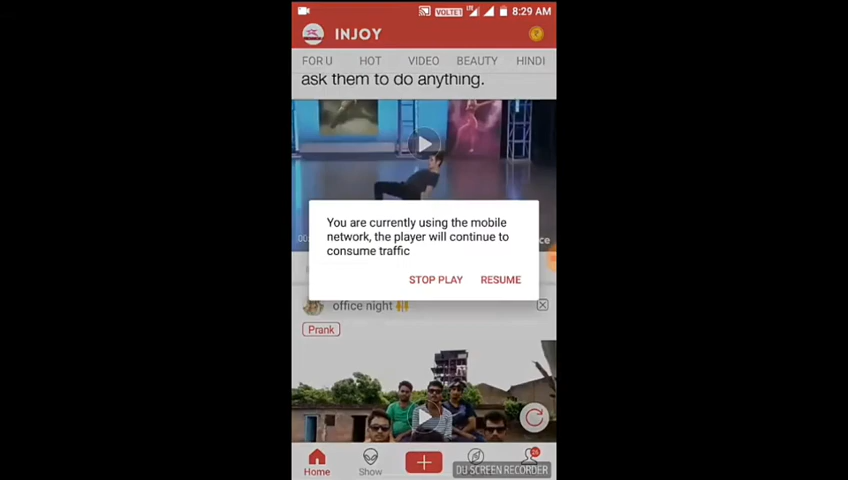 VOLTE1 LTE 8:29 AM
INJOY
FOR U HOT VIDEO BEAUTY HINDI
ask them to do anything.
You are currently using the mobile
network, the player will continue to
consume traffic
STOP PLAY RESUME
office night
Prank
Home Show
DU SCREEN RECORDER